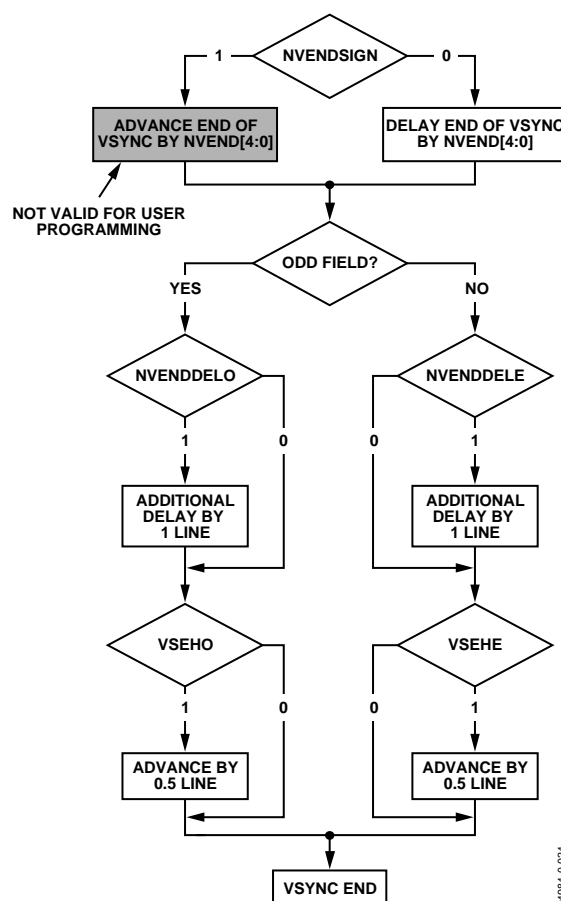 NVENDSIGN
1
0
ADVANCE END OF
VSYNC BY NVEND[4:0]
DELAY END OF VSYNC
BY NVEND[4:0]
NOT VALID FOR USER
PROGRAMMING
ODD FIELD?
YES
NO
NVENDDELO
NVENDDELE
1
0
0
1
ADDITIONAL
DELAY BY
1 LINE
ADDITIONAL
DELAY BY
1 LINE
VSEHO
VSEHE
1
0
0
1
ADVANCE BY
0.5 LINE
ADVANCE BY
0.5 LINE
VSYNC END